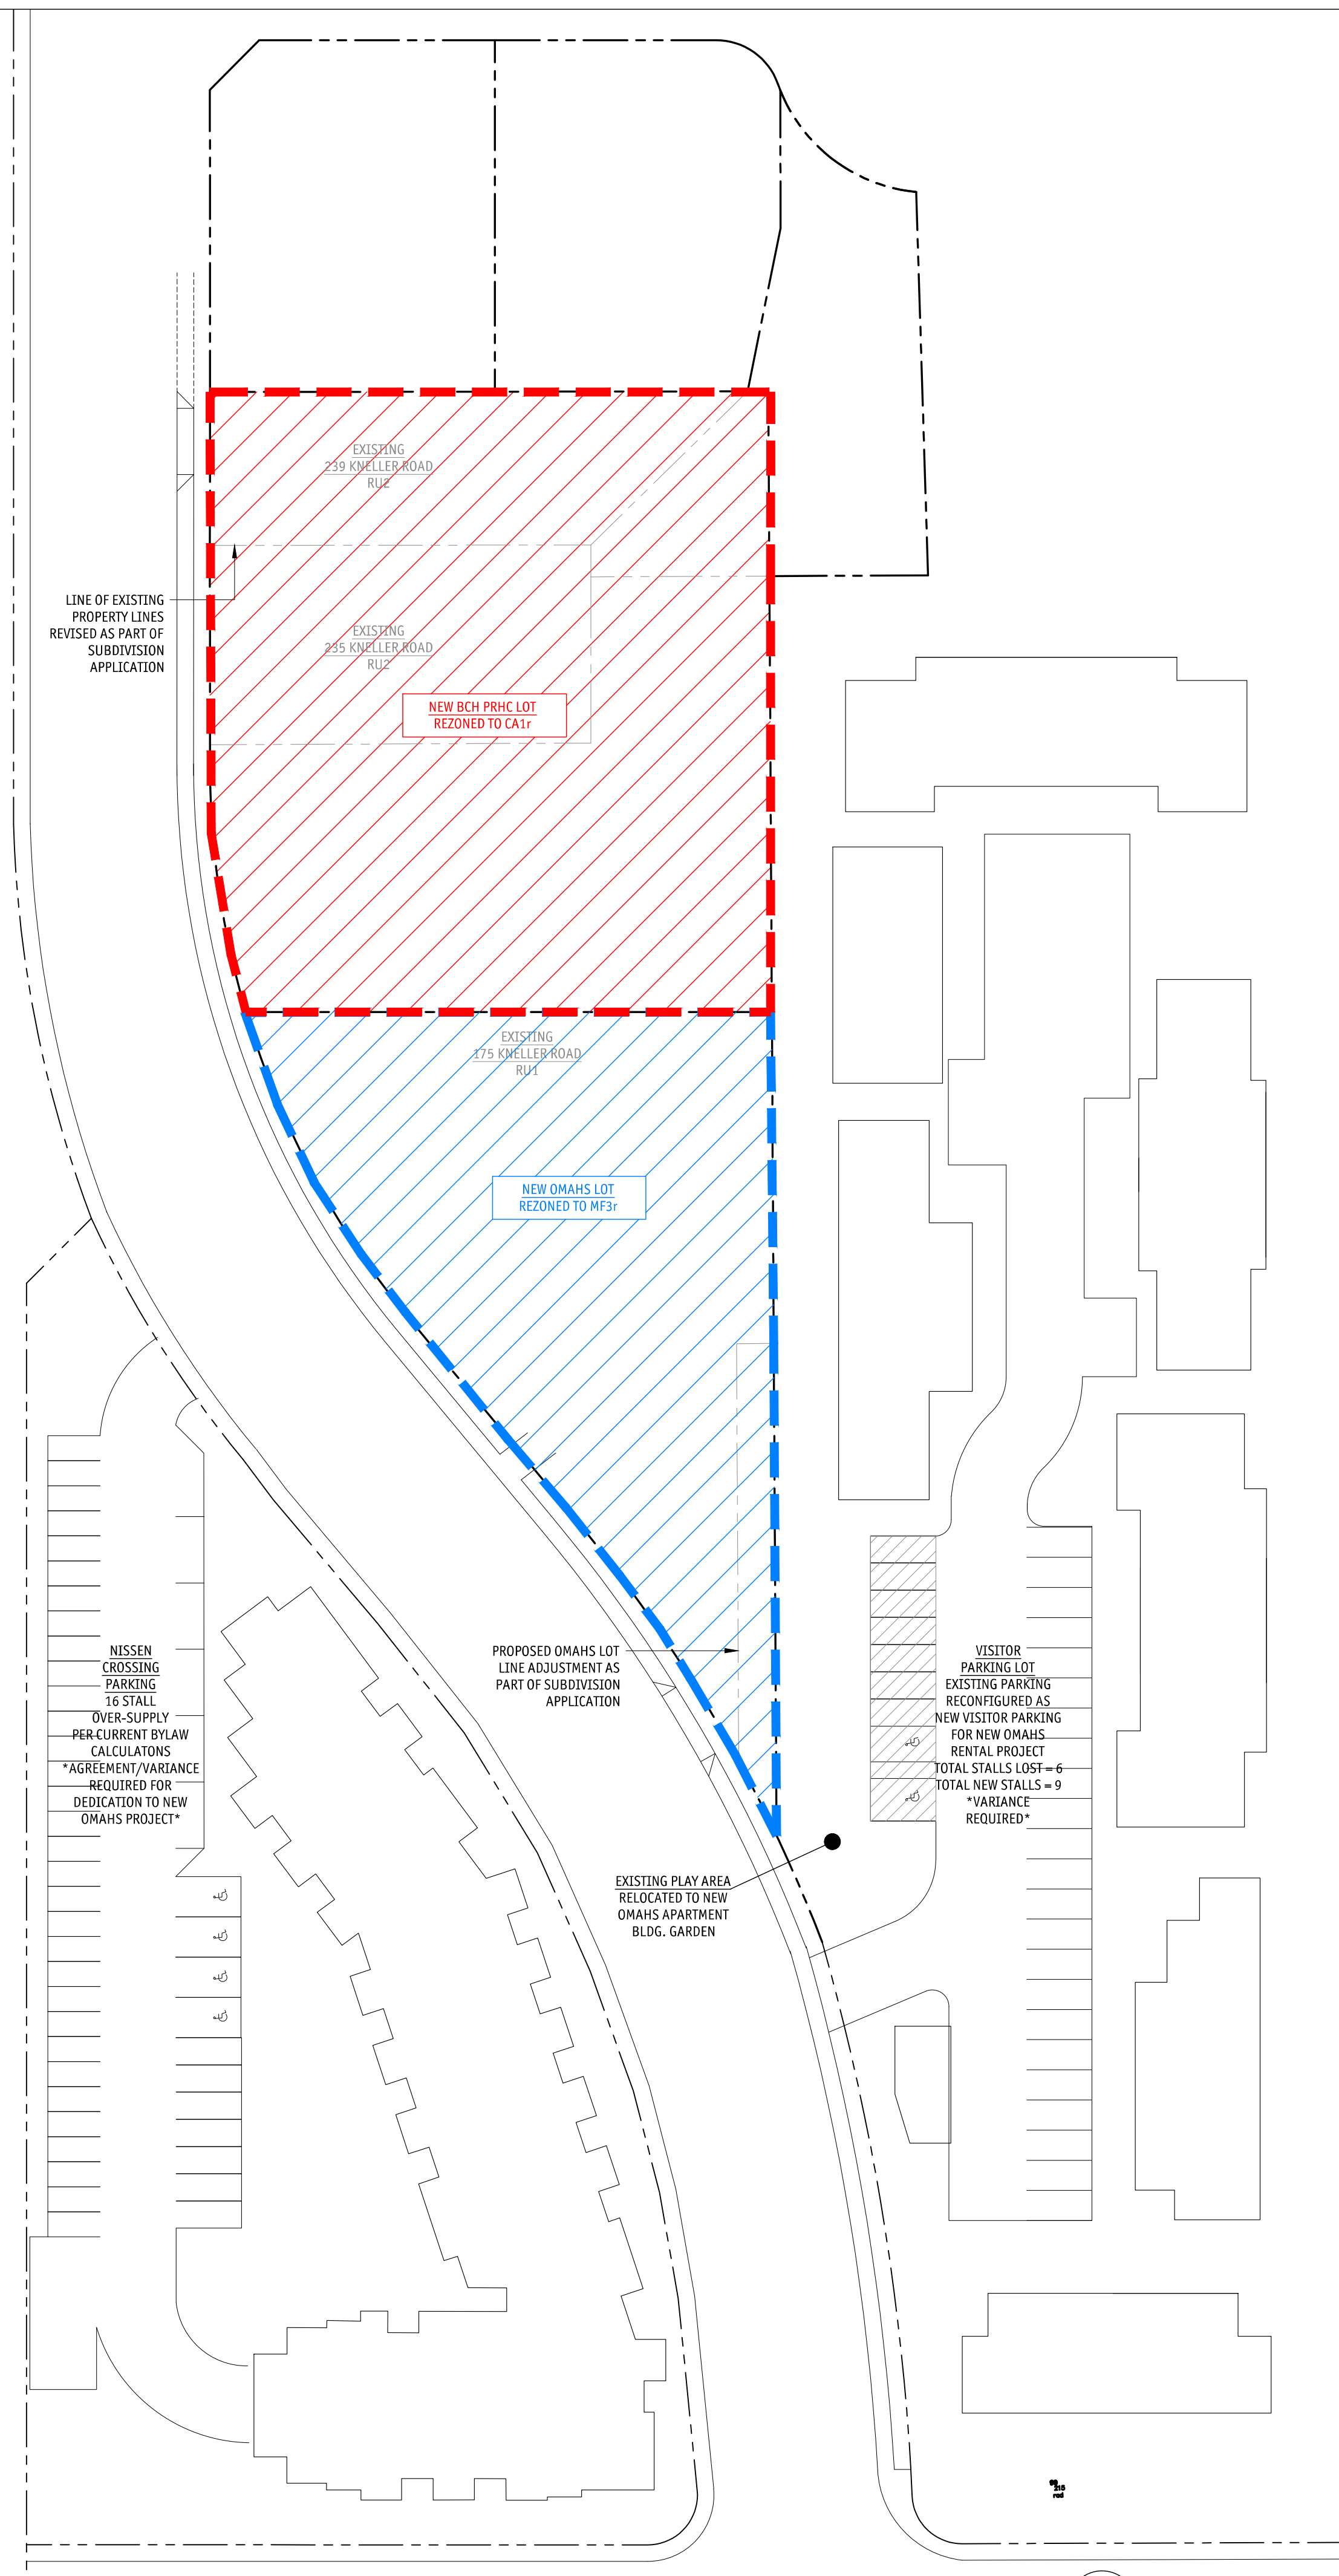 EXISTING
239 KNELLER ROAD
RU2
LINE OF EXISTING
PROPERTY LINES
REVISED AS PART OF
SUBDIVISION
APPLICATION
EXISTING
235 KNELLER ROAD
RU2
NEW BCH PRHC LOT
REZONED TO CA1r
EXISTING
175 KNELLER ROAD
RU1
NEW OMAHS LOT
REZONED TO MF3r
NISSEN
CROSSING
PARKING
16 STALL
OVER-SUPPLY
PER CURRENT BYLAW
CALCULATONS
*AGREEMENT/VARIANCE
REQUIRED FOR
DEDICATION TO NEW
OMAHS PROJECT*
PROPOSED OMAHS LOT
LINE ADJUSTMENT AS
PART OF SUBDIVISION
APPLICATION
VISITOR
PARKING LOT
EXISTING PARKING
RECONFIGURED AS
NEW VISITOR PARKING
FOR NEW OMAHS
RENTAL PROJECT
TOTAL STALLS LOST = 6
TOTAL NEW STALLS = 9
*VARIANCE
REQUIRED*
EXISTING PLAY AREA
RELOCATED TO NEW
OMAHS APARTMENT
BLDG. GARDEN